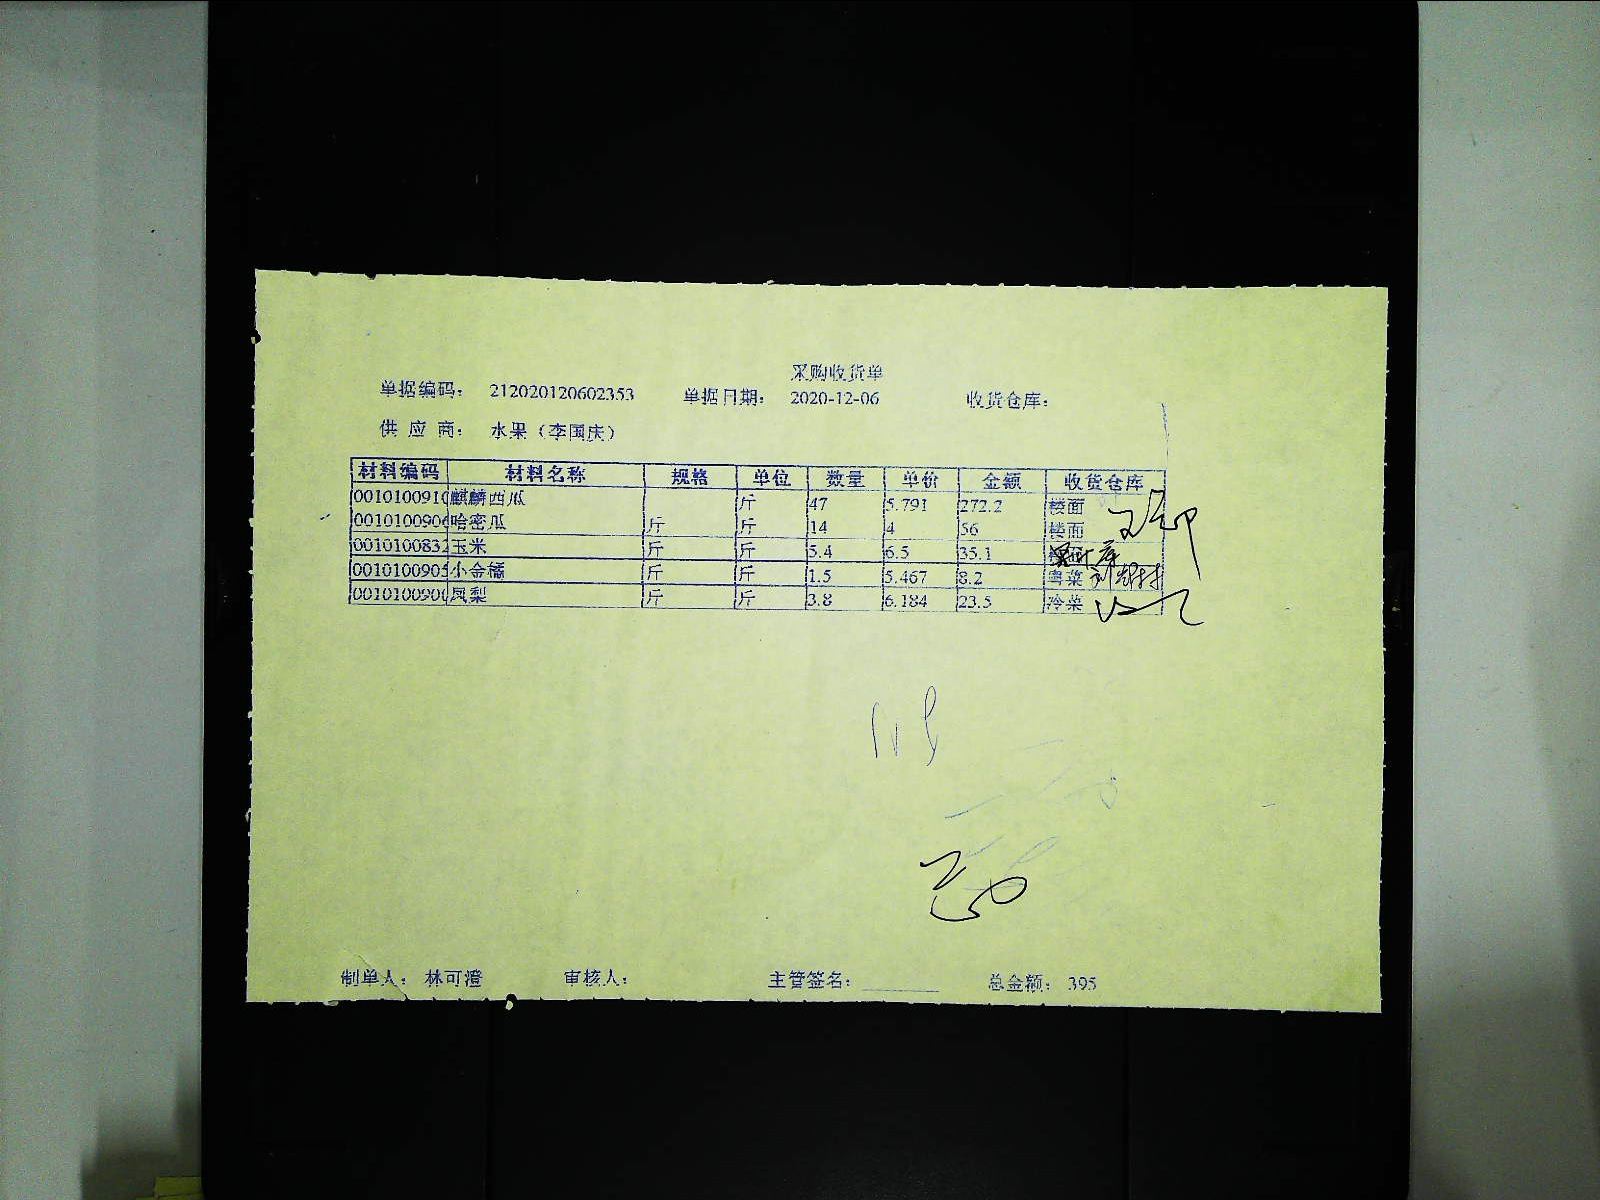 采购收货单
单据编码： 212020120602353 单据日期： 2020-12-06 收货仓库：
供 应 商： 水果（李国庆）
材料编码 材料名称 规格 单位 数量 单价 金额 收货仓库
001010091 麒麟西瓜 斤 47 5.791 272.2 楼面
001010090 哈密瓜 斤 斤 14 4 56 楼面
001010083 玉米 斤 斤 5.4 6.5 35.1
001010090 小金橘 斤 斤 1.5 5.467 8.2 粤菜
001010090 凤梨 斤 斤 3.8 6.184 23.5 冷菜
制单人： 林可澄 审核人： 主管签名： 总金额： 395